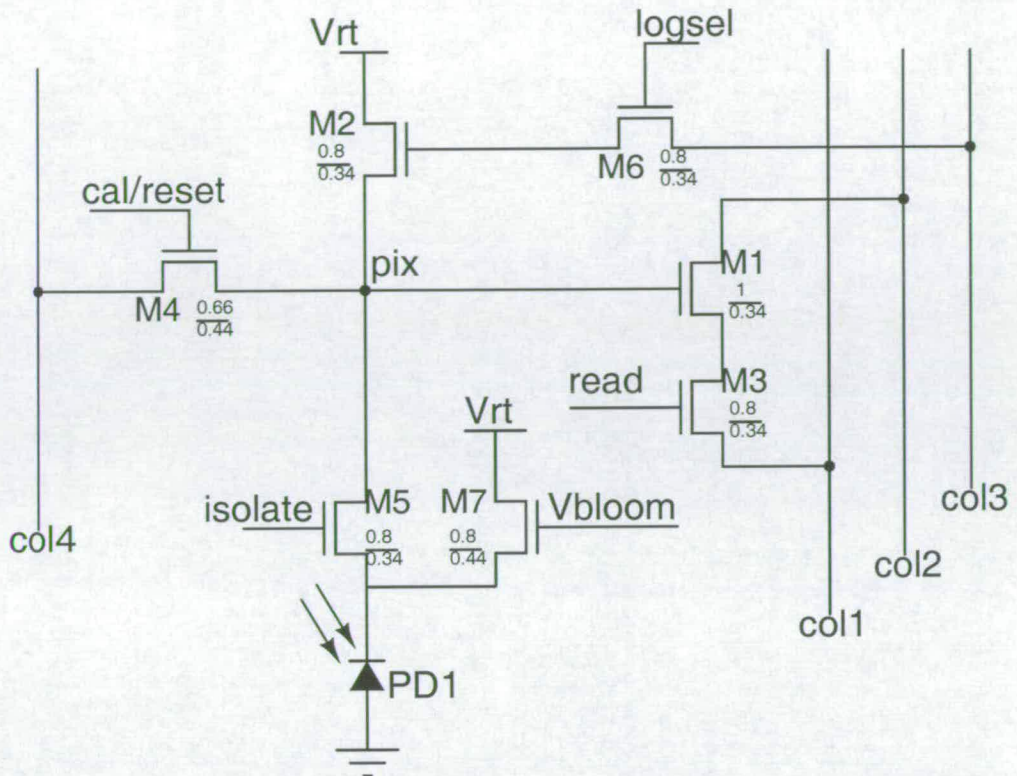 logsel
Vrt
M2
0.8
0.34
M6
0.8
0.34
cal/reset
pix
M1
1
0.34
M4
0.66
0.44
read
M3
0.8
0.34
Vrt
isolate
M5
0.8
0.34
M7
0.8
0.44
Vbloom
col3
col4
col2
col1
PD1